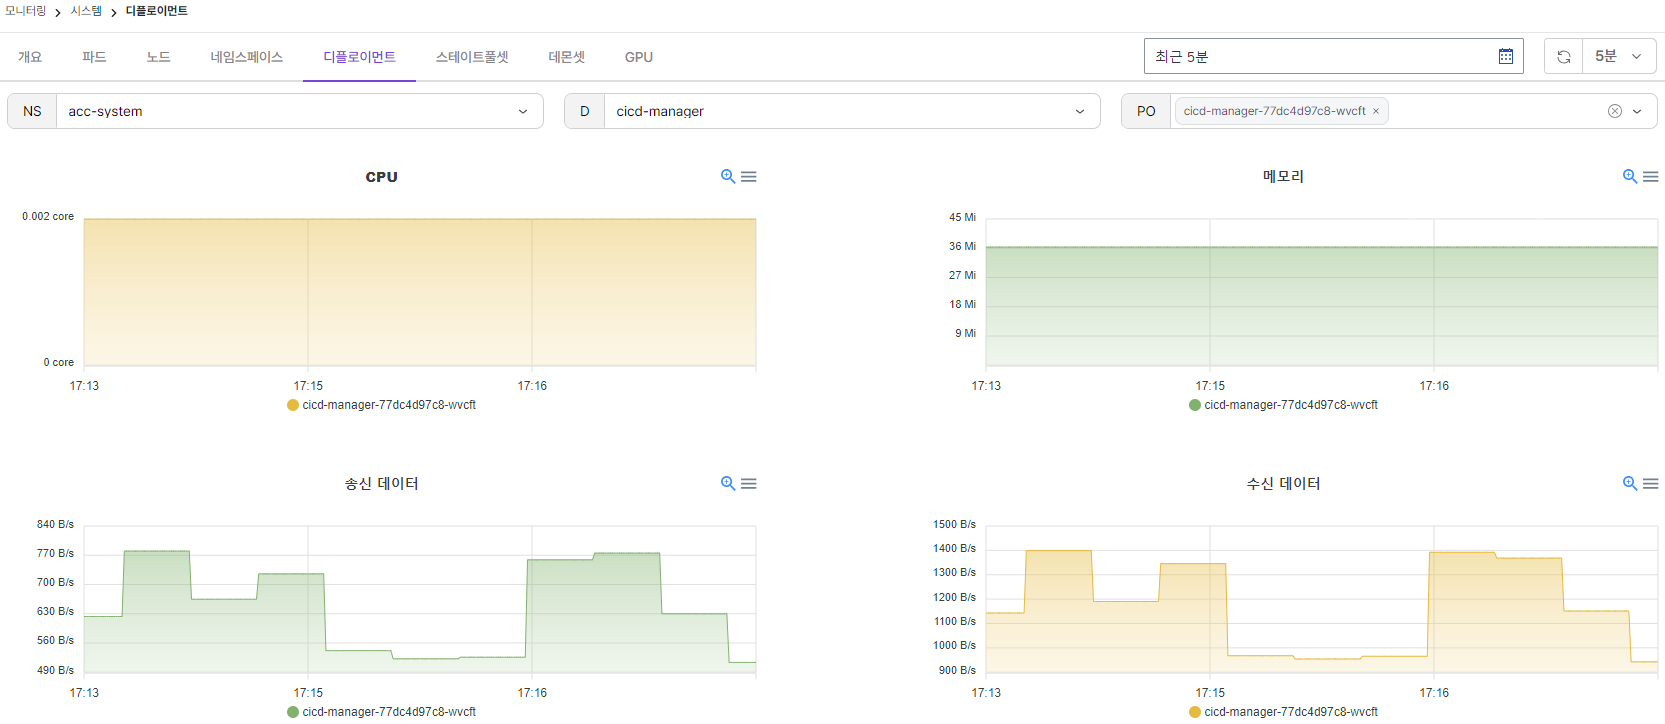 모니터링 > 시스템 > 디플로이먼트
개요 파드 노드 네임스페이스 디플로이먼트 스테이트풀셋 데몬셋 GPU 최근 5분 5분
NS acc-system D cicd-manager PO cicd-manager-77dc4d97c8-wvcft ×
CPU
0.002 core
0 core
17:13 17:15 17:16
cicd-manager-77dc4d97c8-wvcft
메모리
45 Mi
36 Mi
27 Mi
18 Mi
9 Mi
17:13 17:15 17:16
cicd-manager-77dc4d97c8-wvcft
송신 데이터
840 B/s
770 B/s
700 B/s
630 B/s
560 B/s
490 B/s
17:13 17:15 17:16
cicd-manager-77dc4d97c8-wvcft
수신 데이터
1500 B/s
1400 B/s
1300 B/s
1200 B/s
1100 B/s
1000 B/s
900 B/s
17:13 17:15 17:16
cicd-manager-77dc4d97c8-wvcft